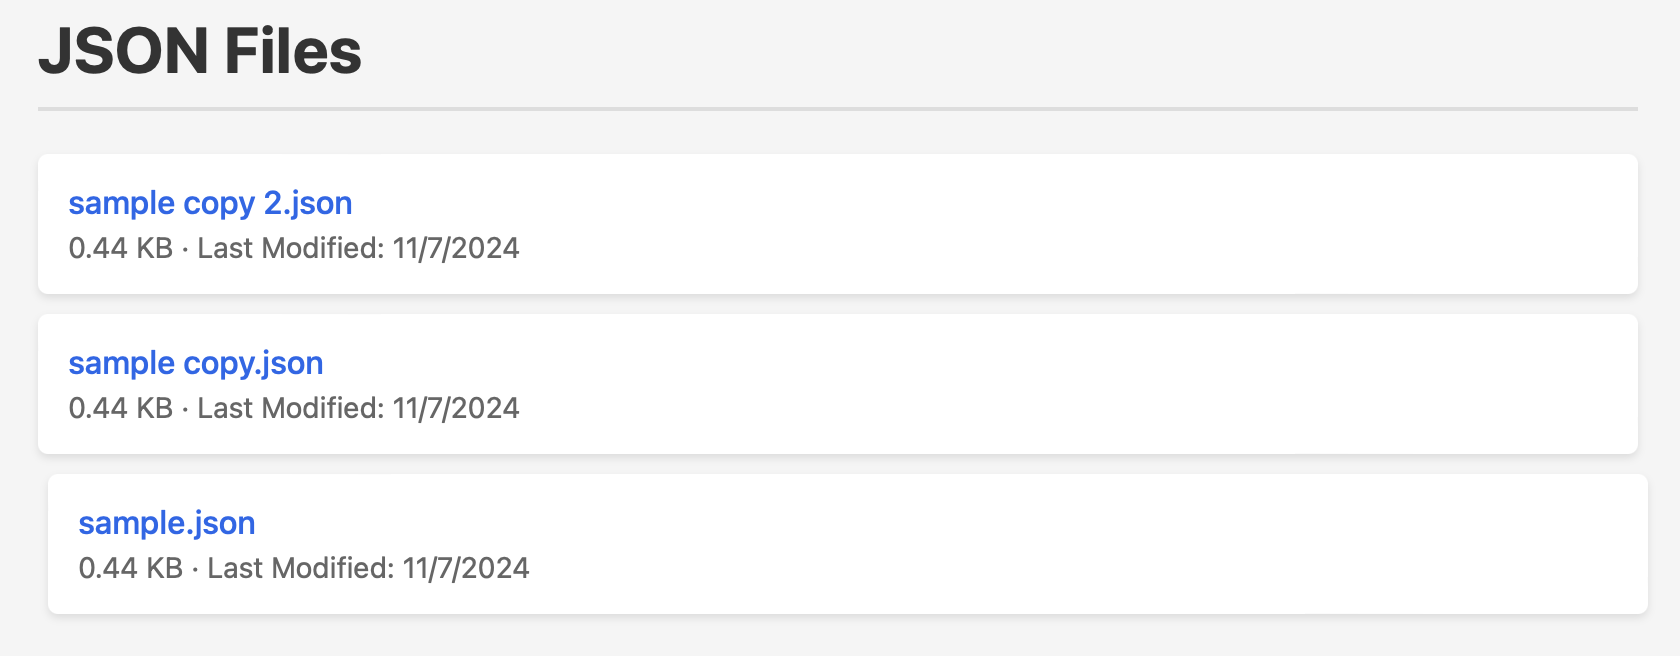 JSON Files
sample copy 2.json
0.44 KB · Last Modified: 11/7/2024
sample copy.json
0.44 KB · Last Modified: 11/7/2024
sample.json
0.44 KB · Last Modified: 11/7/2024